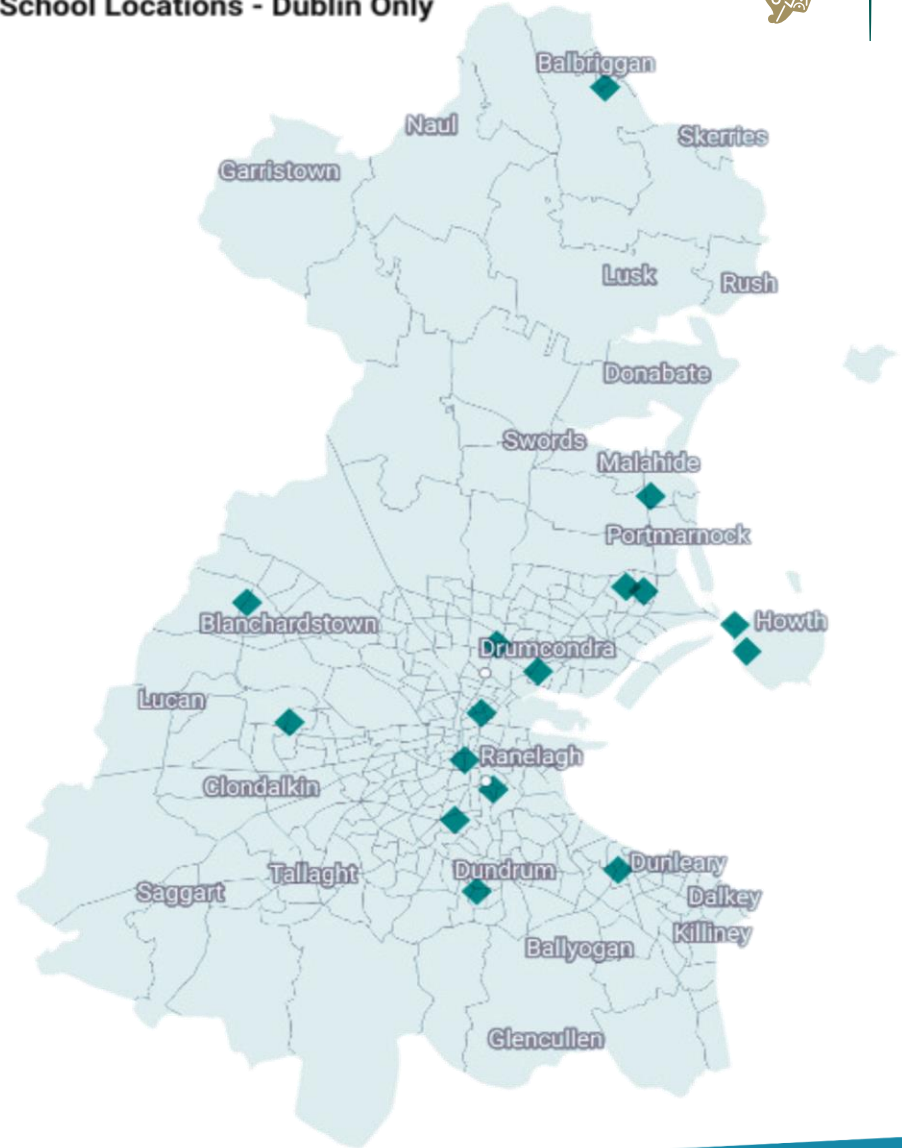 School Locations - Dublin Only
Balbriggan
Naul
Skerries
Garristown
Lusk
Rush
Donabate
Swords
Malahide
Portmarnock
Howth
Blanchardstown
Drumcondra
Lucan
Ranelagh
Clondalkin
Dunleary
Dundrum
Tallaght
Saggart
Dalkey
Killiney
Ballyogan
Glencullen